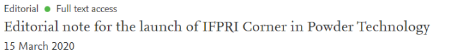 Editorial ● Full text access
Editorial note for the launch of IFPRI Corner in Powder Technology
15 March 2020